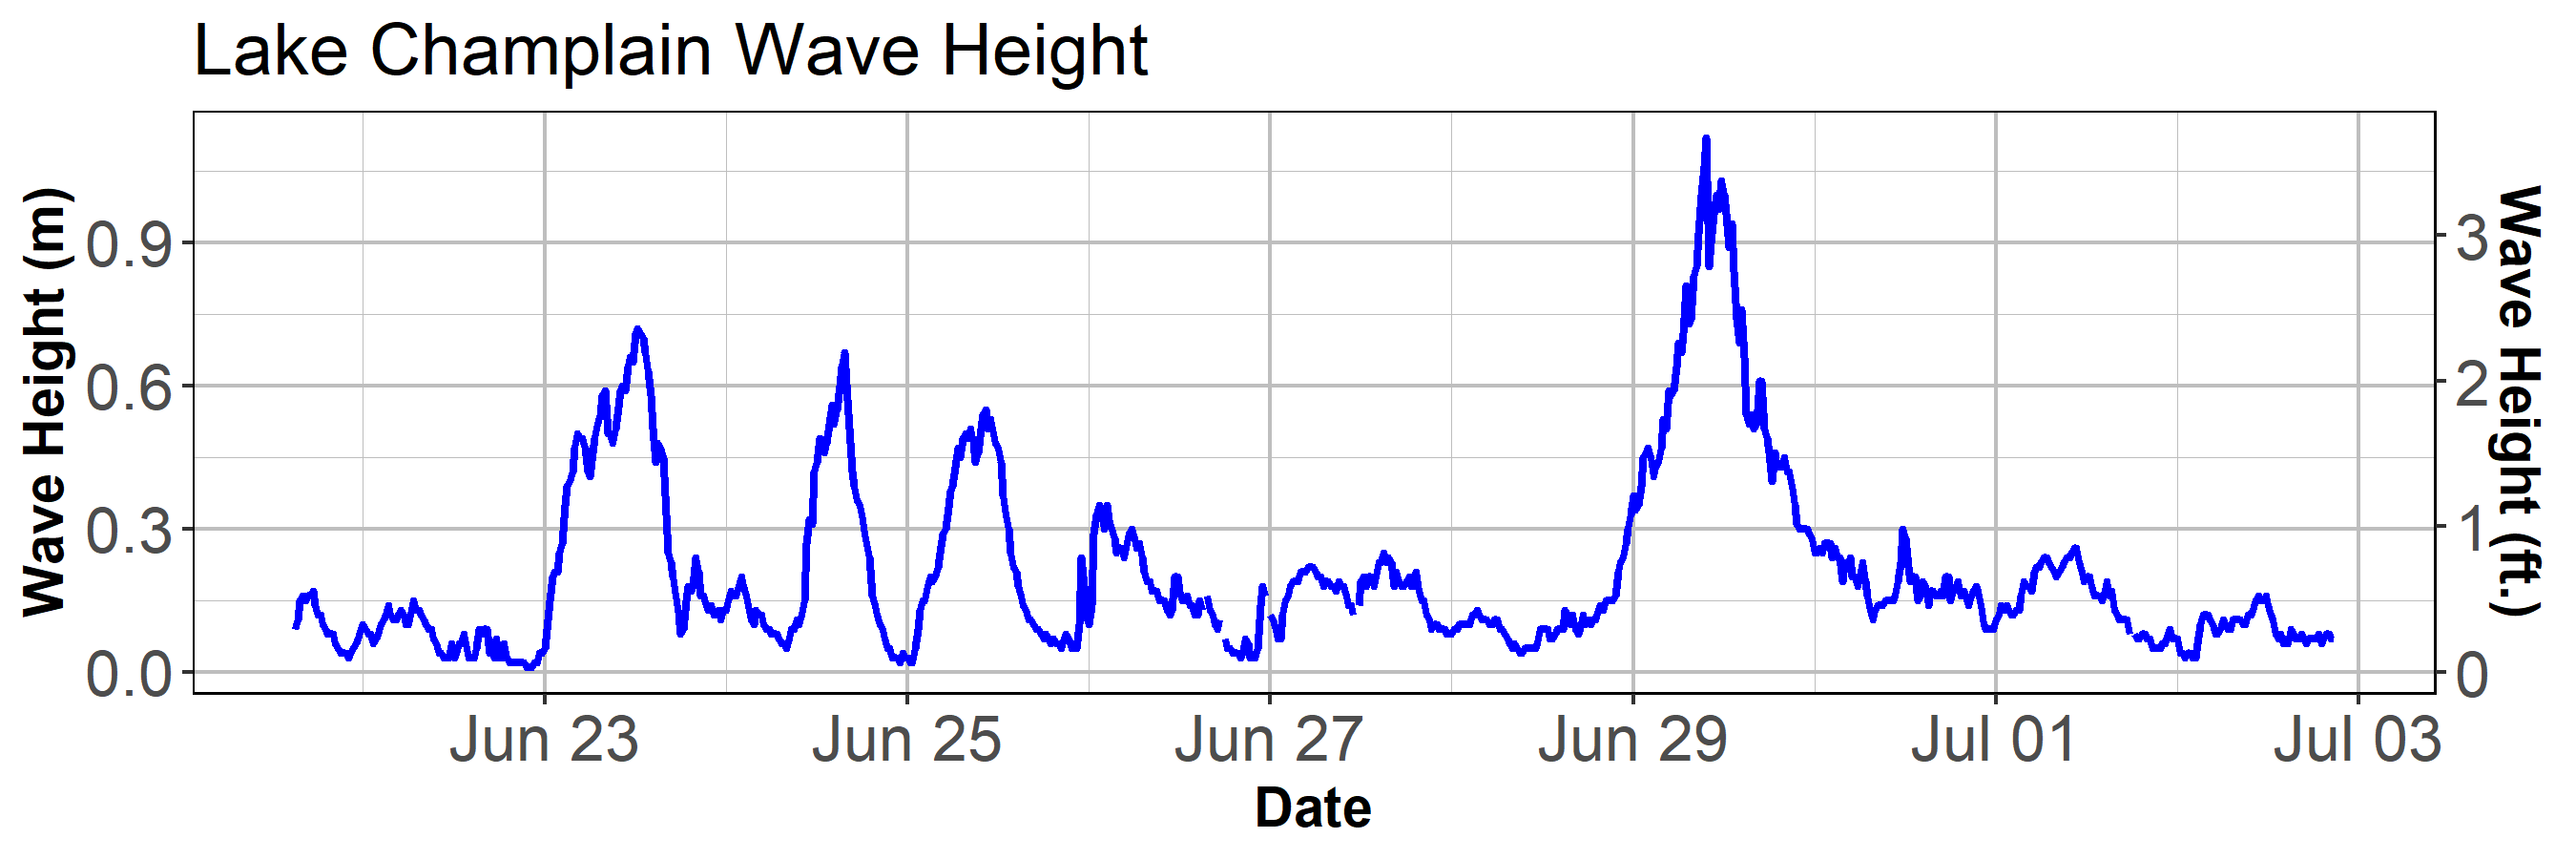 Lake Champlain Wave Height
Wave Height (m)
0.9
0.6
0.3
0.0
3
2
1
0
Wave Height (ft.)
Jun 23 Jun 25 Jun 27 Jun 29 Jul 01 Jul 03
Date